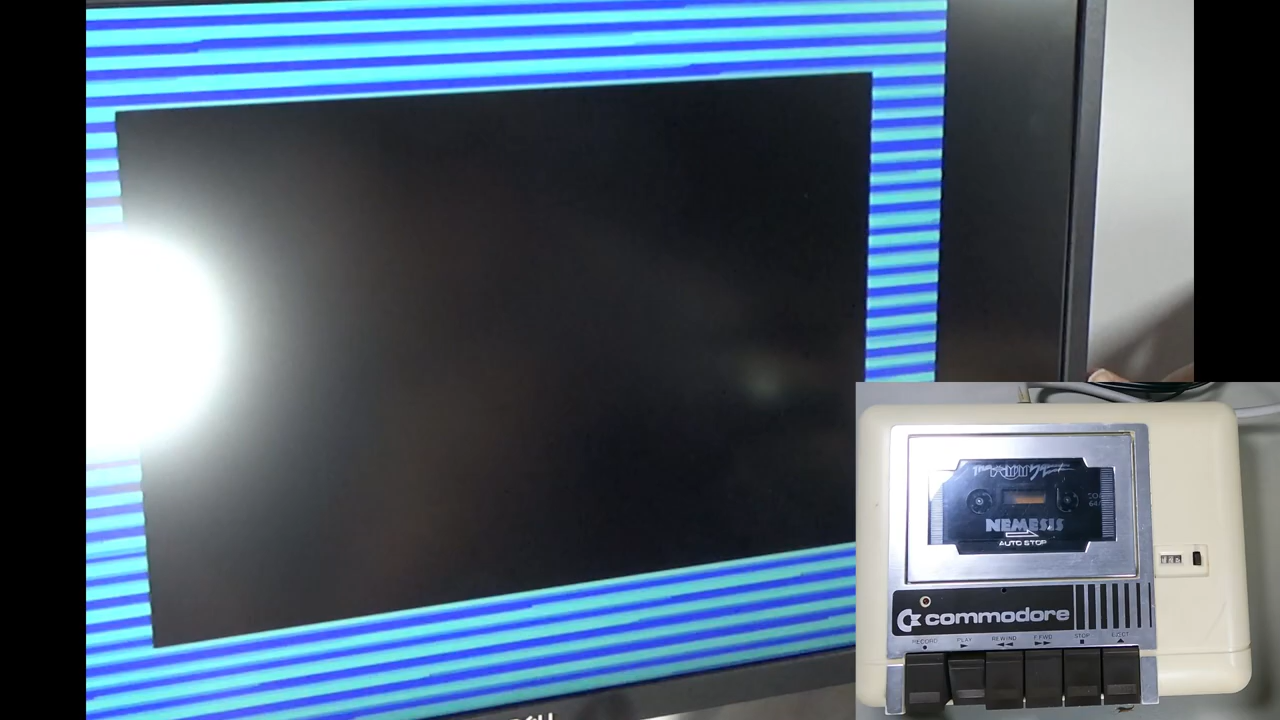 NEMESIS
AUTO STOP
commodore
RECORD PLAY REWIND F.FWD STOP EJECT